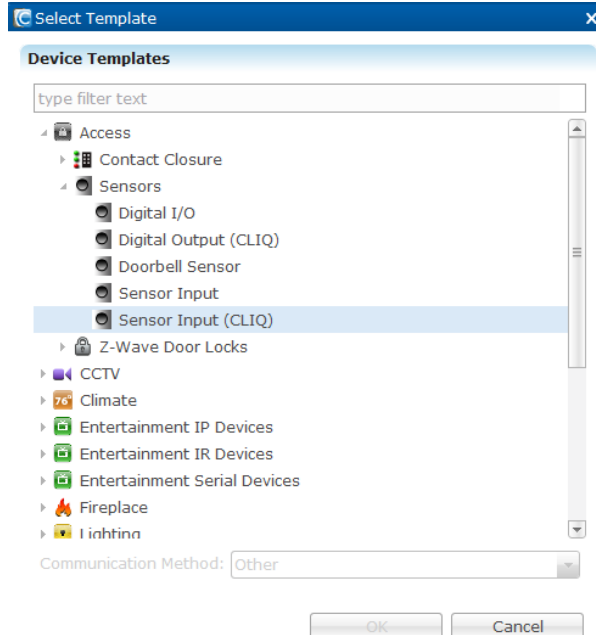 Select Template
Device Templates
type filter text
Access
Contact Closure
Sensors
Digital I/O
Digital Output (CLIQ)
Doorbell Sensor
Sensor Input
Sensor Input (CLIQ)
Z-Wave Door Locks
CCTV
76° Climate
Entertainment IP Devices
Entertainment IR Devices
Entertainment Serial Devices
Fireplace
Lighting
Communication Method: Other
OK Cancel